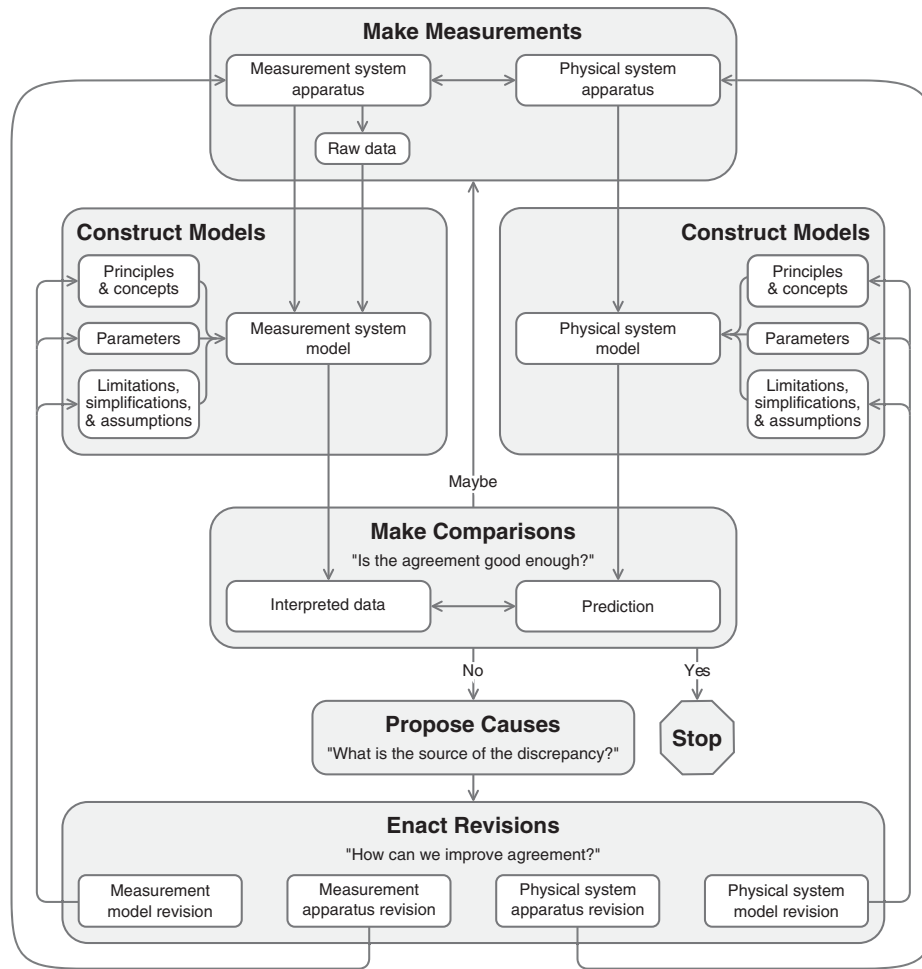 Make Measurements
Measurement system
apparatus
Physical system
apparatus
Raw data
Construct Models
Principles
& concepts
Parameters
Limitations,
simplifications,
& assumptions
Measurement system
model
Construct Models
Physical system
model
Principles
& concepts
Parameters
Limitations,
simplifications,
& assumptions
Maybe
Make Comparisons
"Is the agreement good enough?"
Interpreted data
Prediction
No
Yes
Propose Causes
"What is the source of the discrepancy?"
Stop
Enact Revisions
"How can we improve agreement?"
Measurement
model revision
Measurement
apparatus revision
Physical system
apparatus revision
Physical system
model revision